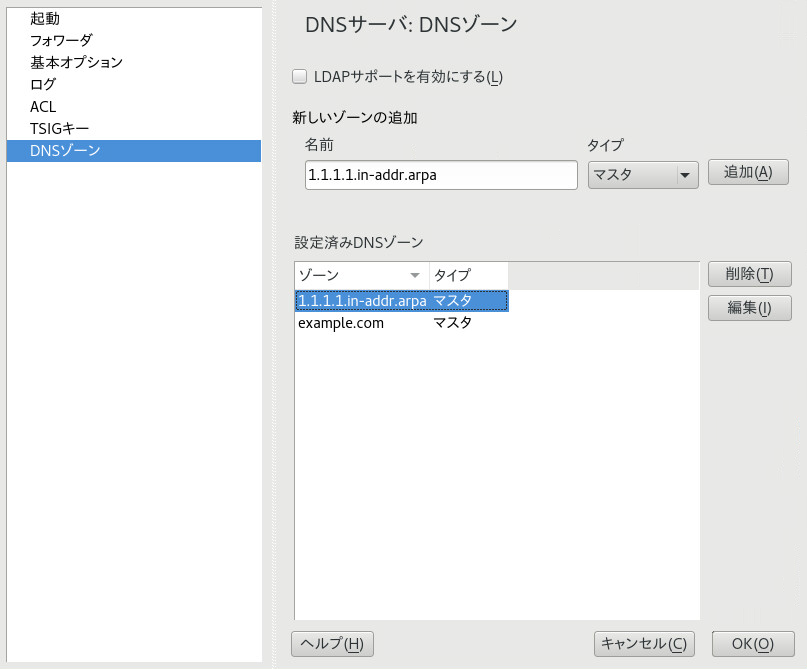 起動
フォワーダ
基本オプション
ログ
ACL
TSIGキー
DNSゾーン
DNSサーバ: DNSゾーン
LDAPサポートを有効にする(L)
新しいゾーンの追加
名前 タイプ
1.1.1.1.in-addr.arpa マスタ 追加(A)
設定済みDNSゾーン
ゾーン タイプ 削除(T)
1.1.1.1.in-addr.arpa マスタ 編集(I)
example.com マスタ
ヘルプ(H) キャンセル(C) OK(O)